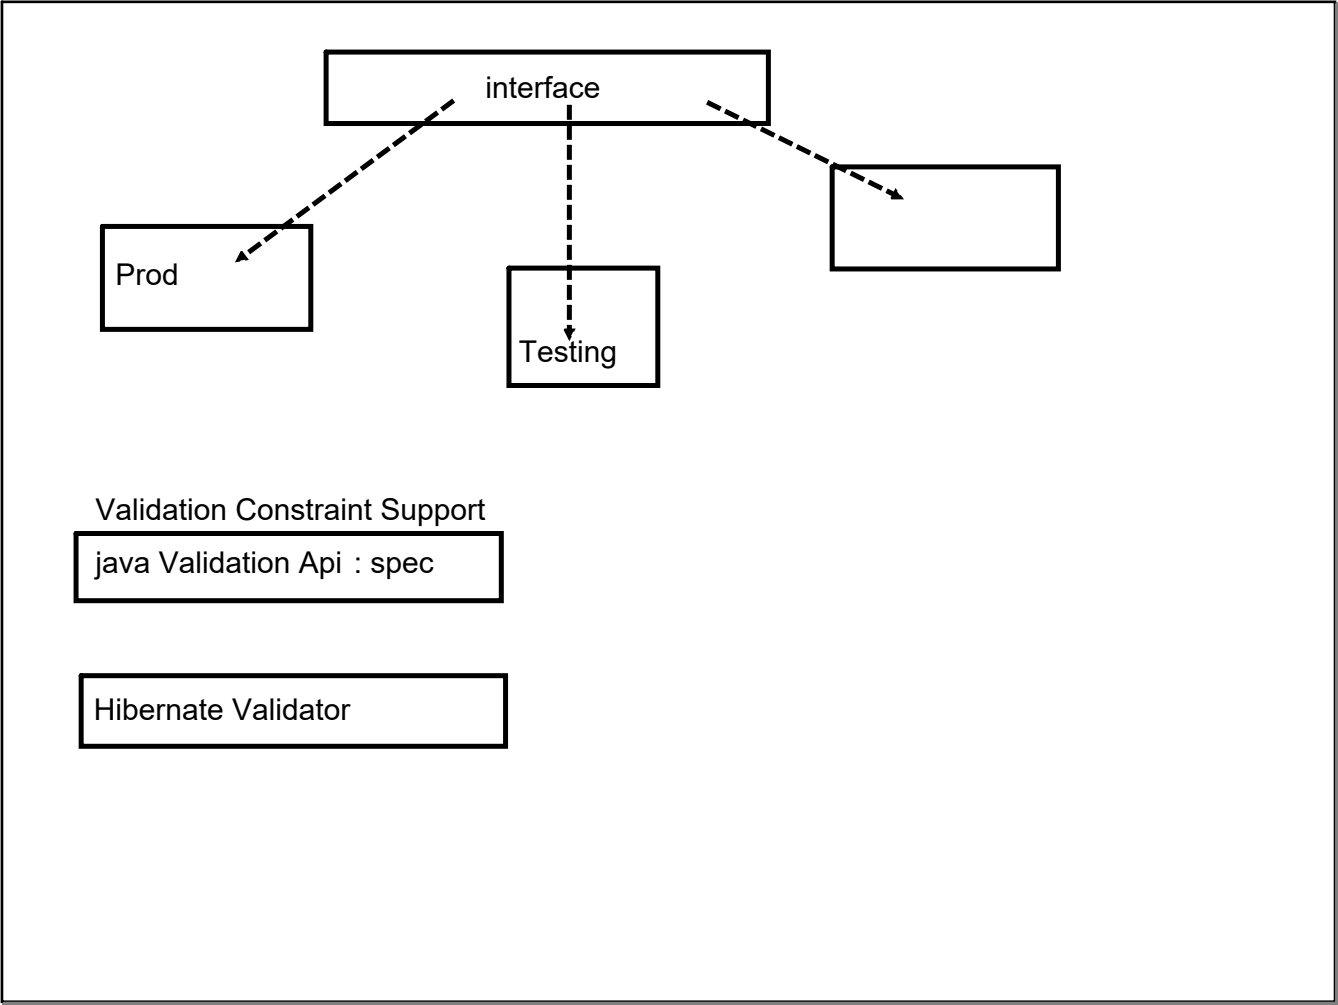 interface
Prod
Testing
Validation Constraint Support
java Validation Api : spec
Hibernate Validator